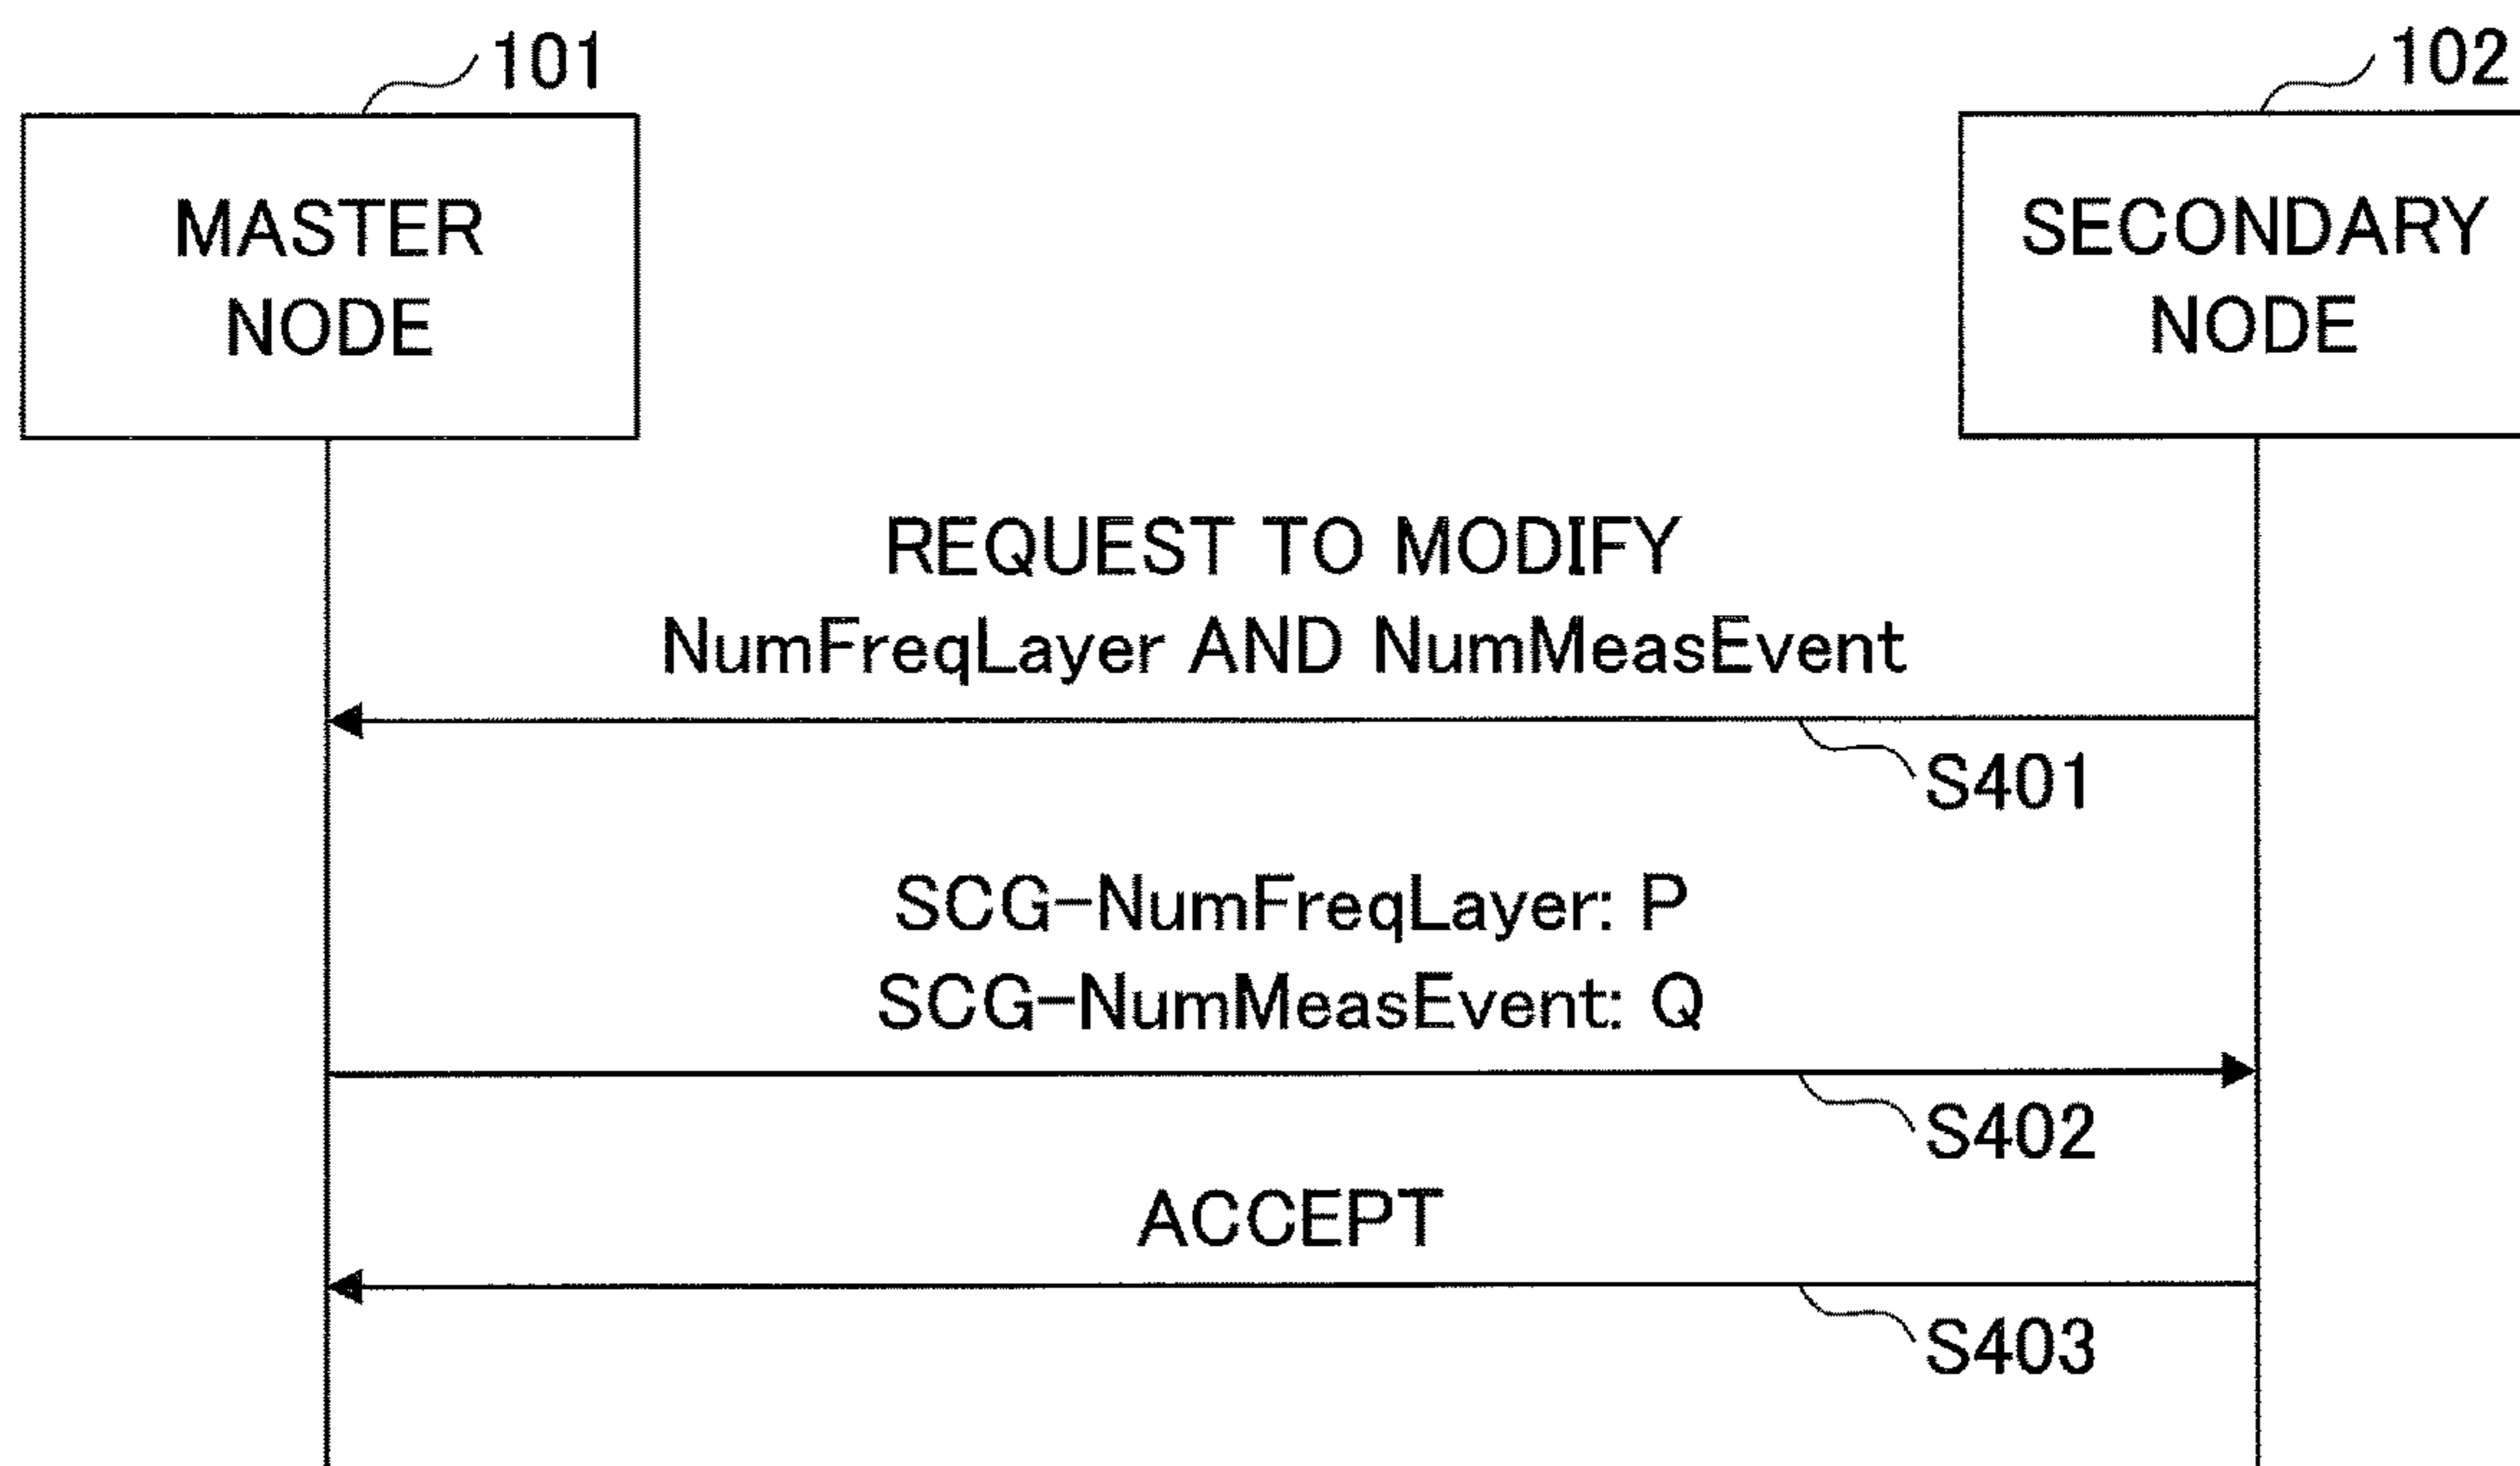 101
102
MASTER
NODE
SECONDARY
NODE
REQUEST TO MODIFY
NumFreqLayer AND NumMeasEvent
S401
SCG-NumFreqLayer: P
SCG-NumMeasEvent: Q
S402
ACCEPT
S403